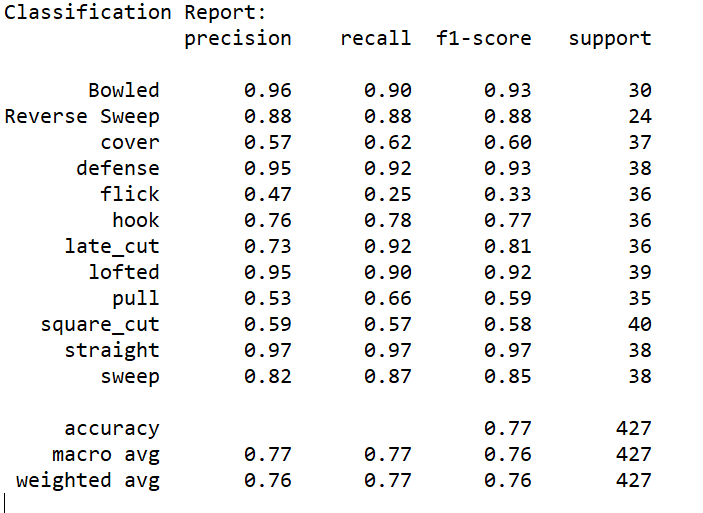 Classification Report:
precision recall f1-score support
Bowled 0.96 0.90 0.93 30
Reverse Sweep 0.88 0.88 0.88 24
cover 0.57 0.62 0.60 37
defense 0.95 0.92 0.93 38
flick 0.47 0.25 0.33 36
hook 0.76 0.78 0.77 36
late_cut 0.73 0.92 0.81 36
lofted 0.95 0.90 0.92 39
pull 0.53 0.66 0.59 35
square_cut 0.59 0.57 0.58 40
straight 0.97 0.97 0.97 38
sweep 0.82 0.87 0.85 38
accuracy 0.77 427
macro avg 0.77 0.77 0.76 427
weighted avg 0.76 0.77 0.76 427